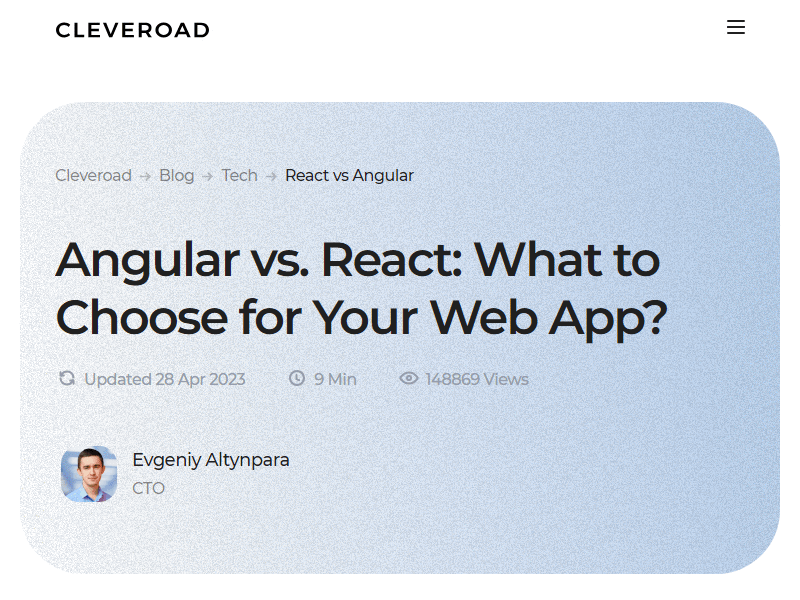 CLEVEROAD
Cleveroad → Blog → Tech → React vs Angular
Angular vs. React: What to
Choose for Your Web App?
Updated 28 Apr 2023 9 Min 148869 Views
Evgeniy Altynpara
CTO